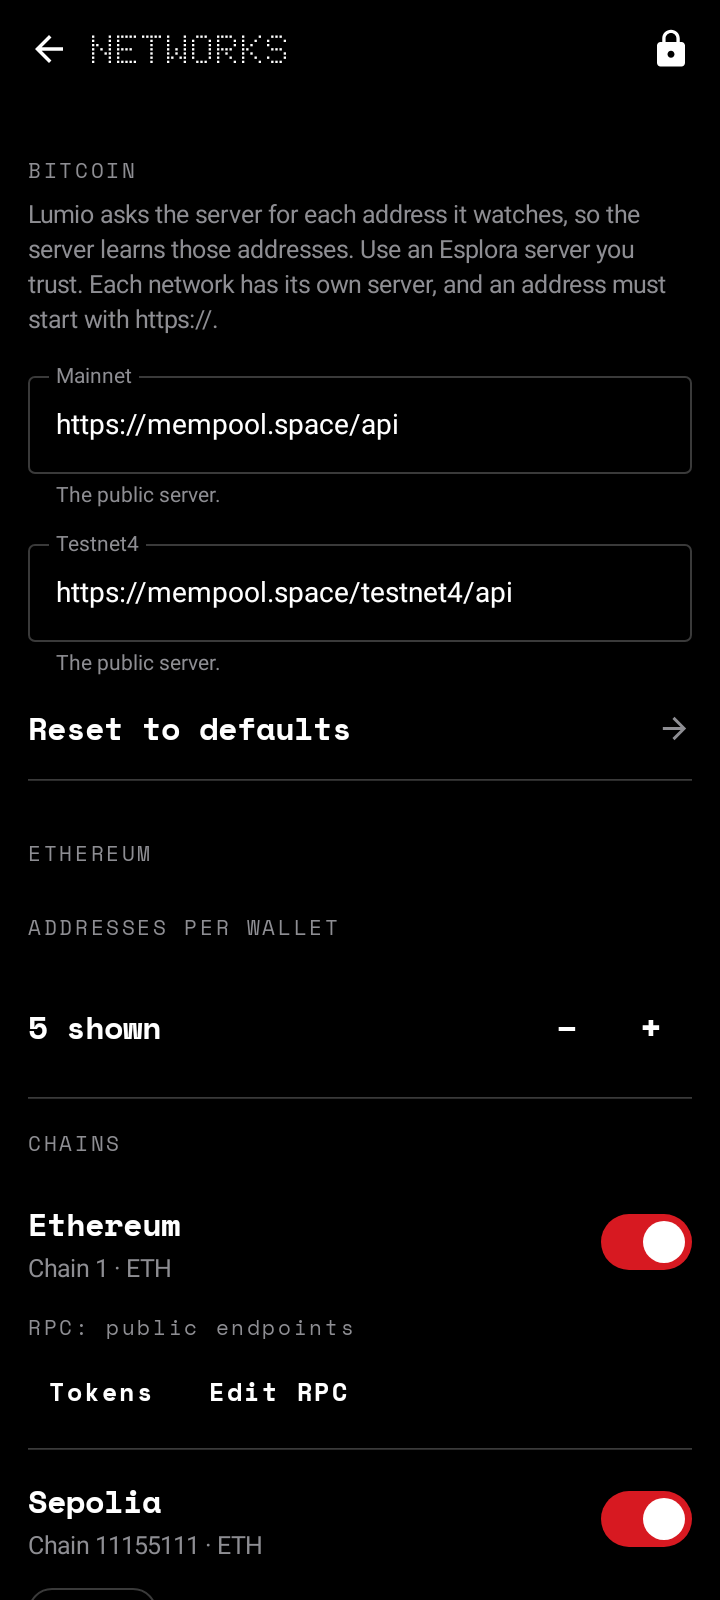 NETWORKS
BITCOIN
Lumio asks the server for each address it watches, so the
server learns those addresses. Use an Esplora server you
trust. Each network has its own server, and an address must
start with https://.
Mainnet
https://mempool.space/api
The public server.
Testnet4
https://mempool.space/testnet4/api
The public server.
Reset to defaults
ETHEREUM
ADDRESSES PER WALLET
5 shown − +
CHAINS
Ethereum
Chain 1 · ETH
RPC: public endpoints
Tokens Edit RPC
Sepolia
Chain 11155111 · ETH